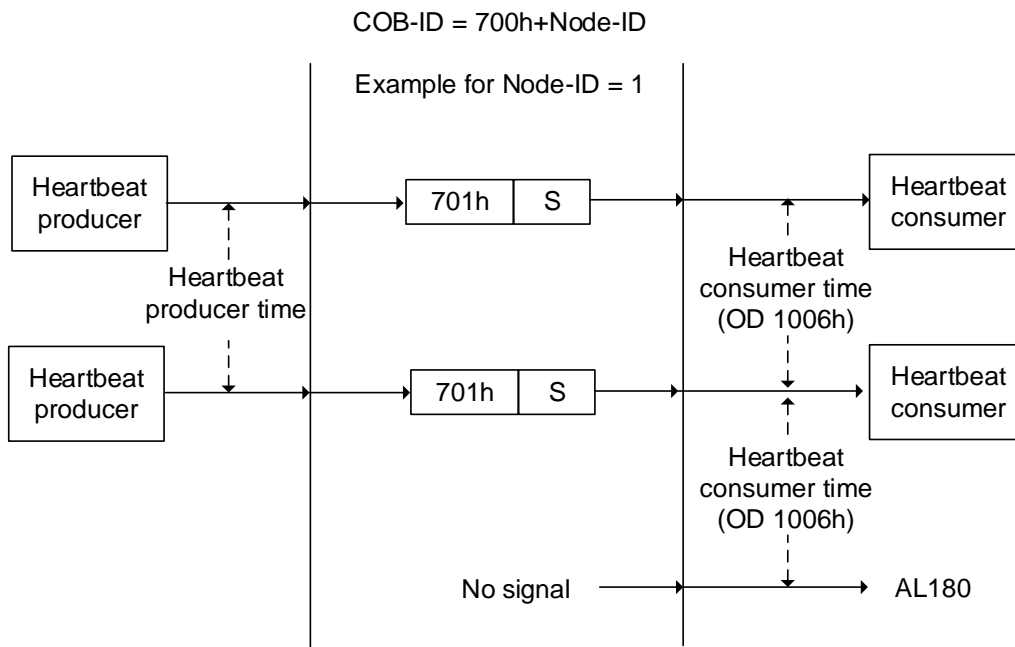 COB-ID = 700h+Node-ID
Example for Node-ID = 1
Heartbeat
producer
701h
S
Heartbeat
consumer
Heartbeat
producer time
Heartbeat
consumer time
(OD 1006h)
Heartbeat
producer
701h
S
Heartbeat
consumer
Heartbeat
consumer time
(OD 1006h)
No signal
AL180